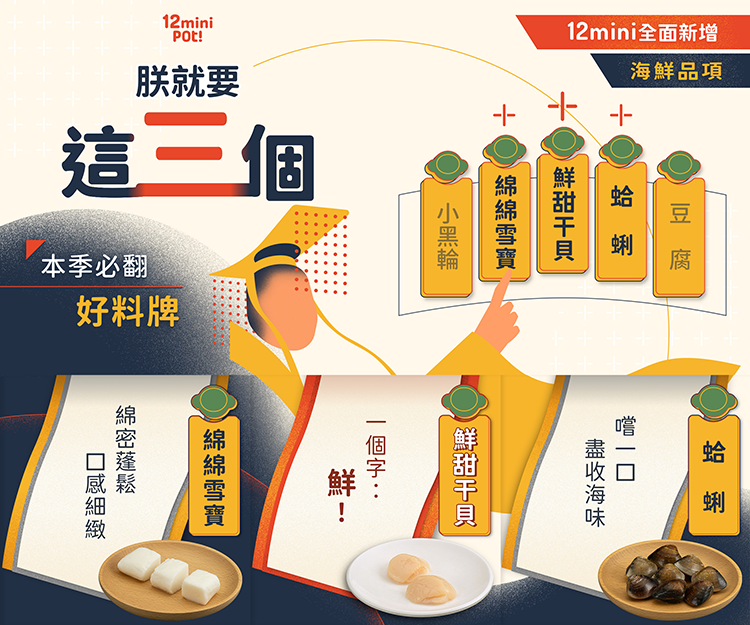 12mini
POt!
朕就要
這三個
12mini全面新增
海鮮品項
本季必翻
好料牌
小黑輪
綿綿雪寶
鮮甜干貝
蛤蜊
豆腐
綿密蓬鬆
口感細緻
綿綿雪寶
一個字：
鮮！
鮮甜干貝
嚐一口
盡收海味
蛤蜊